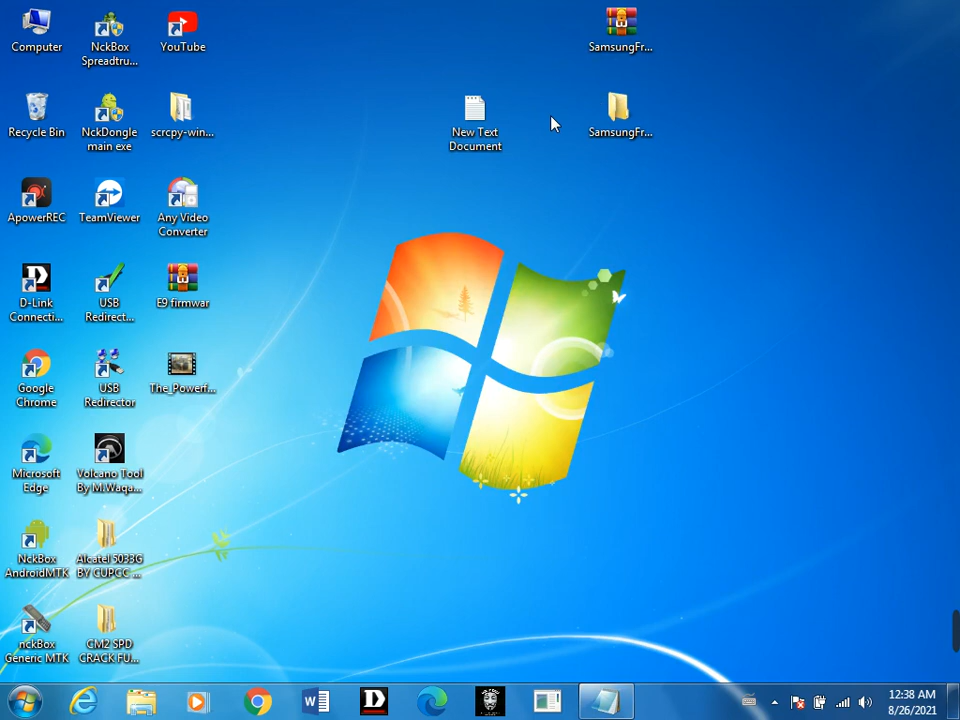 Computer
NckBox
Spreadtru...
YouTube
SamsungFr...
Recycle Bin
NckDongle
main exe
scrcpy-win...
New Text
Document
SamsungFr...
ApowerREC
TeamViewer
Any Video
Converter
D-Link
Connecti...
USB
Redirect...
E9 firmwar
Google
Chrome
USB
Redirector
The_Powerf...
Microsoft
Edge
Volcano Tool
By M.Waqa...
NckBox
AndroidMTK
Alcatel 5033G
BY CUPCC ...
nckBox
Generic MTK
CM2 SPD
CRACK FU...
12:38 AM
8/26/2021